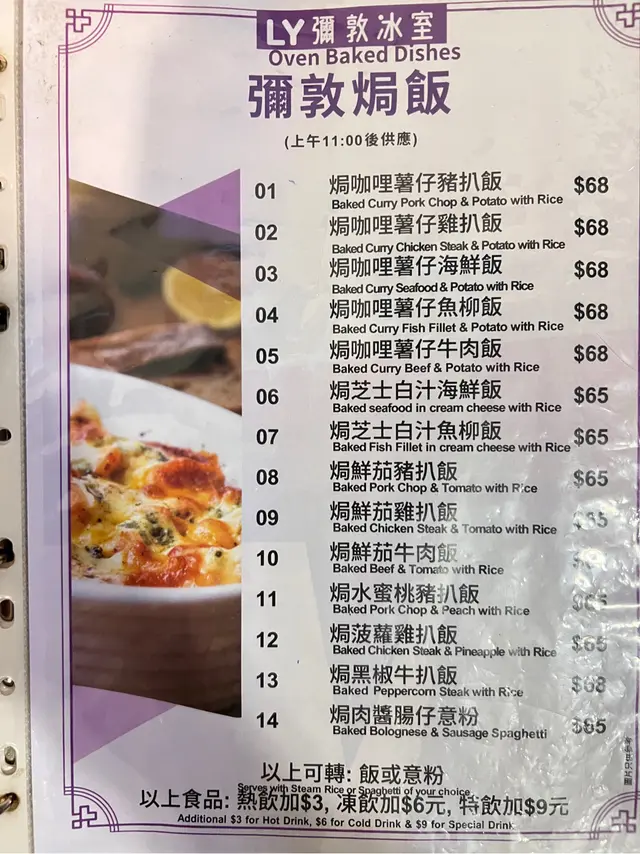 LY 彌敦冰室
Oven Baked Dishes
彌敦焗飯
(上午11:00後供應)
01 焗咖哩薯仔豬扒飯 $68
Baked Curry Pork Chop & Potato with Rice
02 焗咖哩薯仔雞扒飯 $68
Baked Curry Chicken Steak & Potato with Rice
03 焗咖哩薯仔海鮮飯 $68
Baked Curry Seafood & Potato with Rice
04 焗咖哩薯仔魚柳飯 $68
Baked Curry Fish Fillet & Potato with Rice
05 焗咖哩薯仔牛肉飯 $68
Baked Curry Beef & Potato with Rice
06 焗芝士白汁海鮮飯 $65
Baked seafood in cream cheese with Rice
07 焗芝士白汁魚柳飯 $65
Baked Fish Fillet in cream cheese with Rice
08 焗鮮茄豬扒飯 $65
Baked Pork Chop & Tomato with Rice
09 焗鮮茄雞扒飯
Baked Chicken Steak & Tomato with Rice
10 焗鮮茄牛肉飯
Baked Beef & Tomato with Rice
11 焗水蜜桃豬扒飯 $65
Baked Pork Chop & Peach with Rice
12 焗菠蘿雞扒飯 $65
Baked Chicken Steak & Pineapple with Rice
13 焗黑椒牛扒飯 $68
Baked Peppercorn Steak with Rice
14 焗肉醬腸仔意粉 $65
Baked Bolognese & Sausage Spaghetti
以上可轉: 飯或意粉
Serves with Steam Rice or Spaghetti of your choice
以上食品: 熱飲加$3, 凍飲加$6元, 特飲加$9元
Additional $3 for Hot Drink, $6 for Cold Drink & $9 for Special Drink